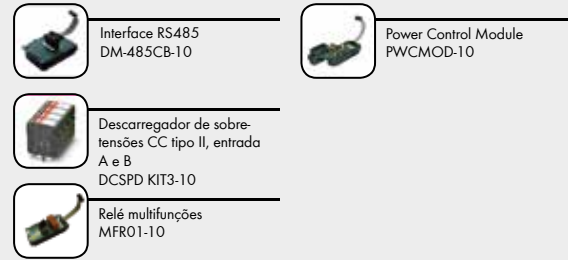 Interface RS485
DM-485CB-10
Power Control Module
PWCMOD-10
Descarregador de sobre-
tensões CC tipo II, entrada
A e B
DCSPD KIT3-10
Relé multifunções
MFR01-10